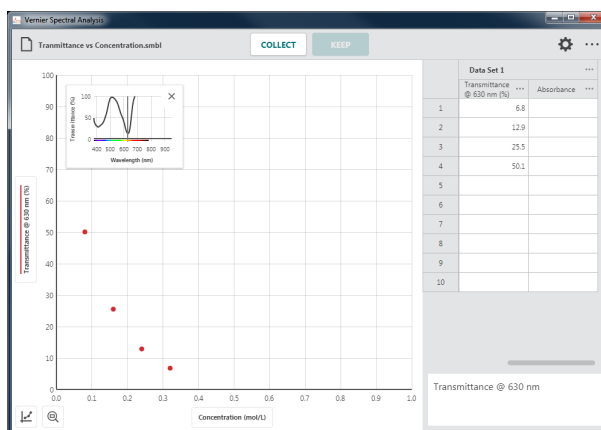 Vernier Spectral Analysis
Tranmittance vs Concentration.smbl
COLLECT
KEEP
...
Data Set 1 ...
Transmittance @ 630 nm (%) ... Absorbance ...
1 6.8
2 12.9
3 25.5
4 50.1
5
6
7
8
9
10
Transmittance @ 630 nm
Transmittance @ 630 nm (%)
100
90
80
70
60
50
40
30
20
10
0
0.0 0.1 0.2 0.3 0.4 0.5 0.6 0.7 0.8 0.9 1.0
Concentration (mol/L)
Transmittance (%)
100
50
0
400 500 600 700 800 900
Wavelength (nm)